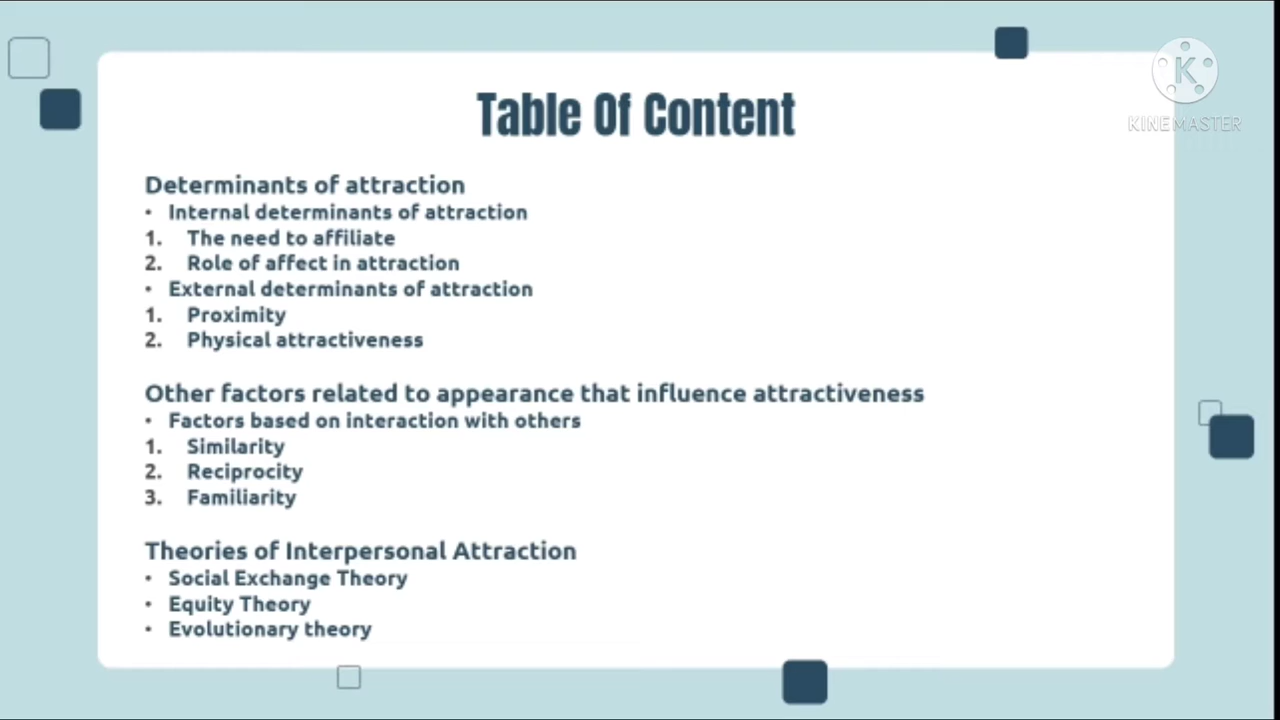 Table Of Content
K
KINEMASTER
Determinants of attraction
• Internal determinants of attraction
1. The need to affiliate
2. Role of affect in attraction
• External determinants of attraction
1. Proximity
2. Physical attractiveness
Other factors related to appearance that influence attractiveness
• Factors based on interaction with others
1. Similarity
2. Reciprocity
3. Familiarity
Theories of Interpersonal Attraction
• Social Exchange Theory
• Equity Theory
• Evolutionary theory